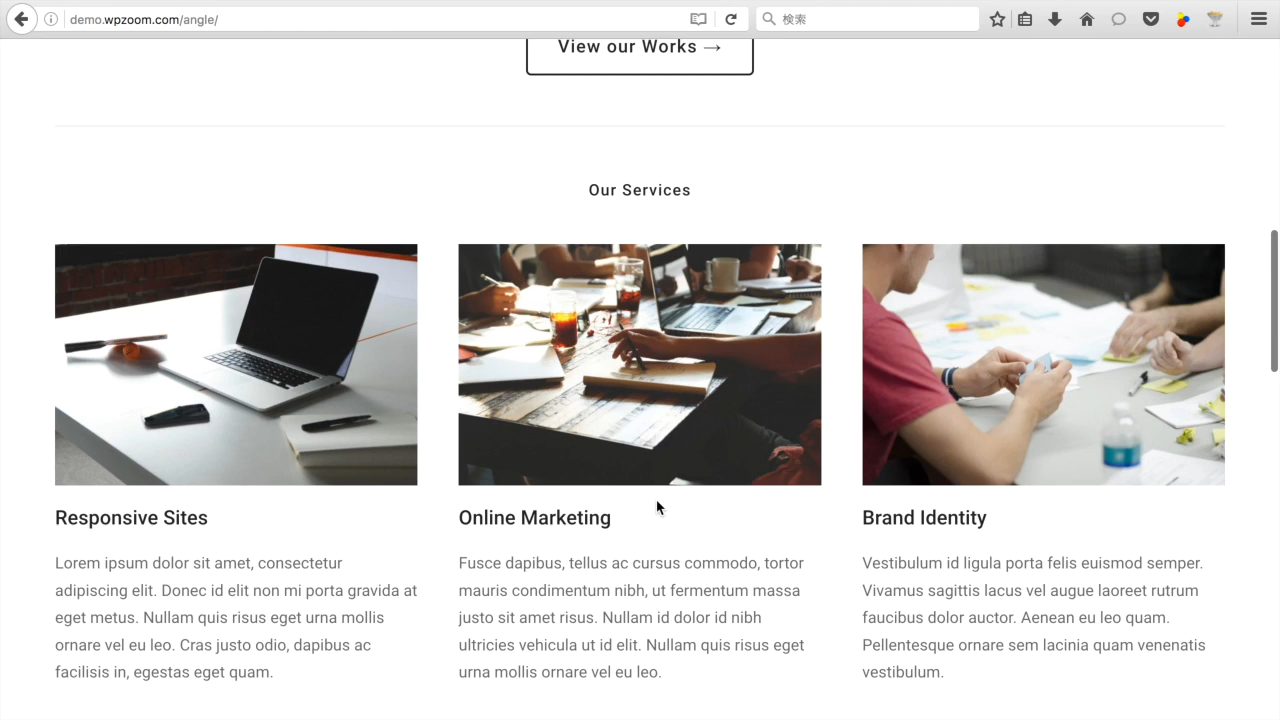 demo.wpzoom.com/angle/
検索
View our Works →
Our Services
Responsive Sites
Lorem ipsum dolor sit amet, consectetur
adipiscing elit. Donec id elit non mi porta gravida at
eget metus. Nullam quis risus eget urna mollis
ornare vel eu leo. Cras justo odio, dapibus ac
facilisis in, egestas eget quam.
Online Marketing
Fusce dapibus, tellus ac cursus commodo, tortor
mauris condimentum nibh, ut fermentum massa
justo sit amet risus. Nullam id dolor id nibh
ultricies vehicula ut id elit. Nullam quis risus eget
urna mollis ornare vel eu leo.
Brand Identity
Vestibulum id ligula porta felis euismod semper.
Vivamus sagittis lacus vel augue laoreet rutrum
faucibus dolor auctor. Aenean eu leo quam.
Pellentesque ornare sem lacinia quam venenatis
vestibulum.